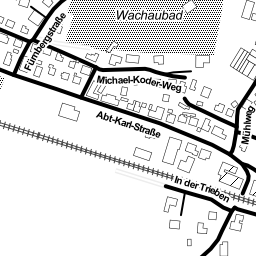 Wachaubad
Fürnbergstraße
Michael-Koder-Weg
Abt-Karl-Straße
Mühlweg
In der Trieben